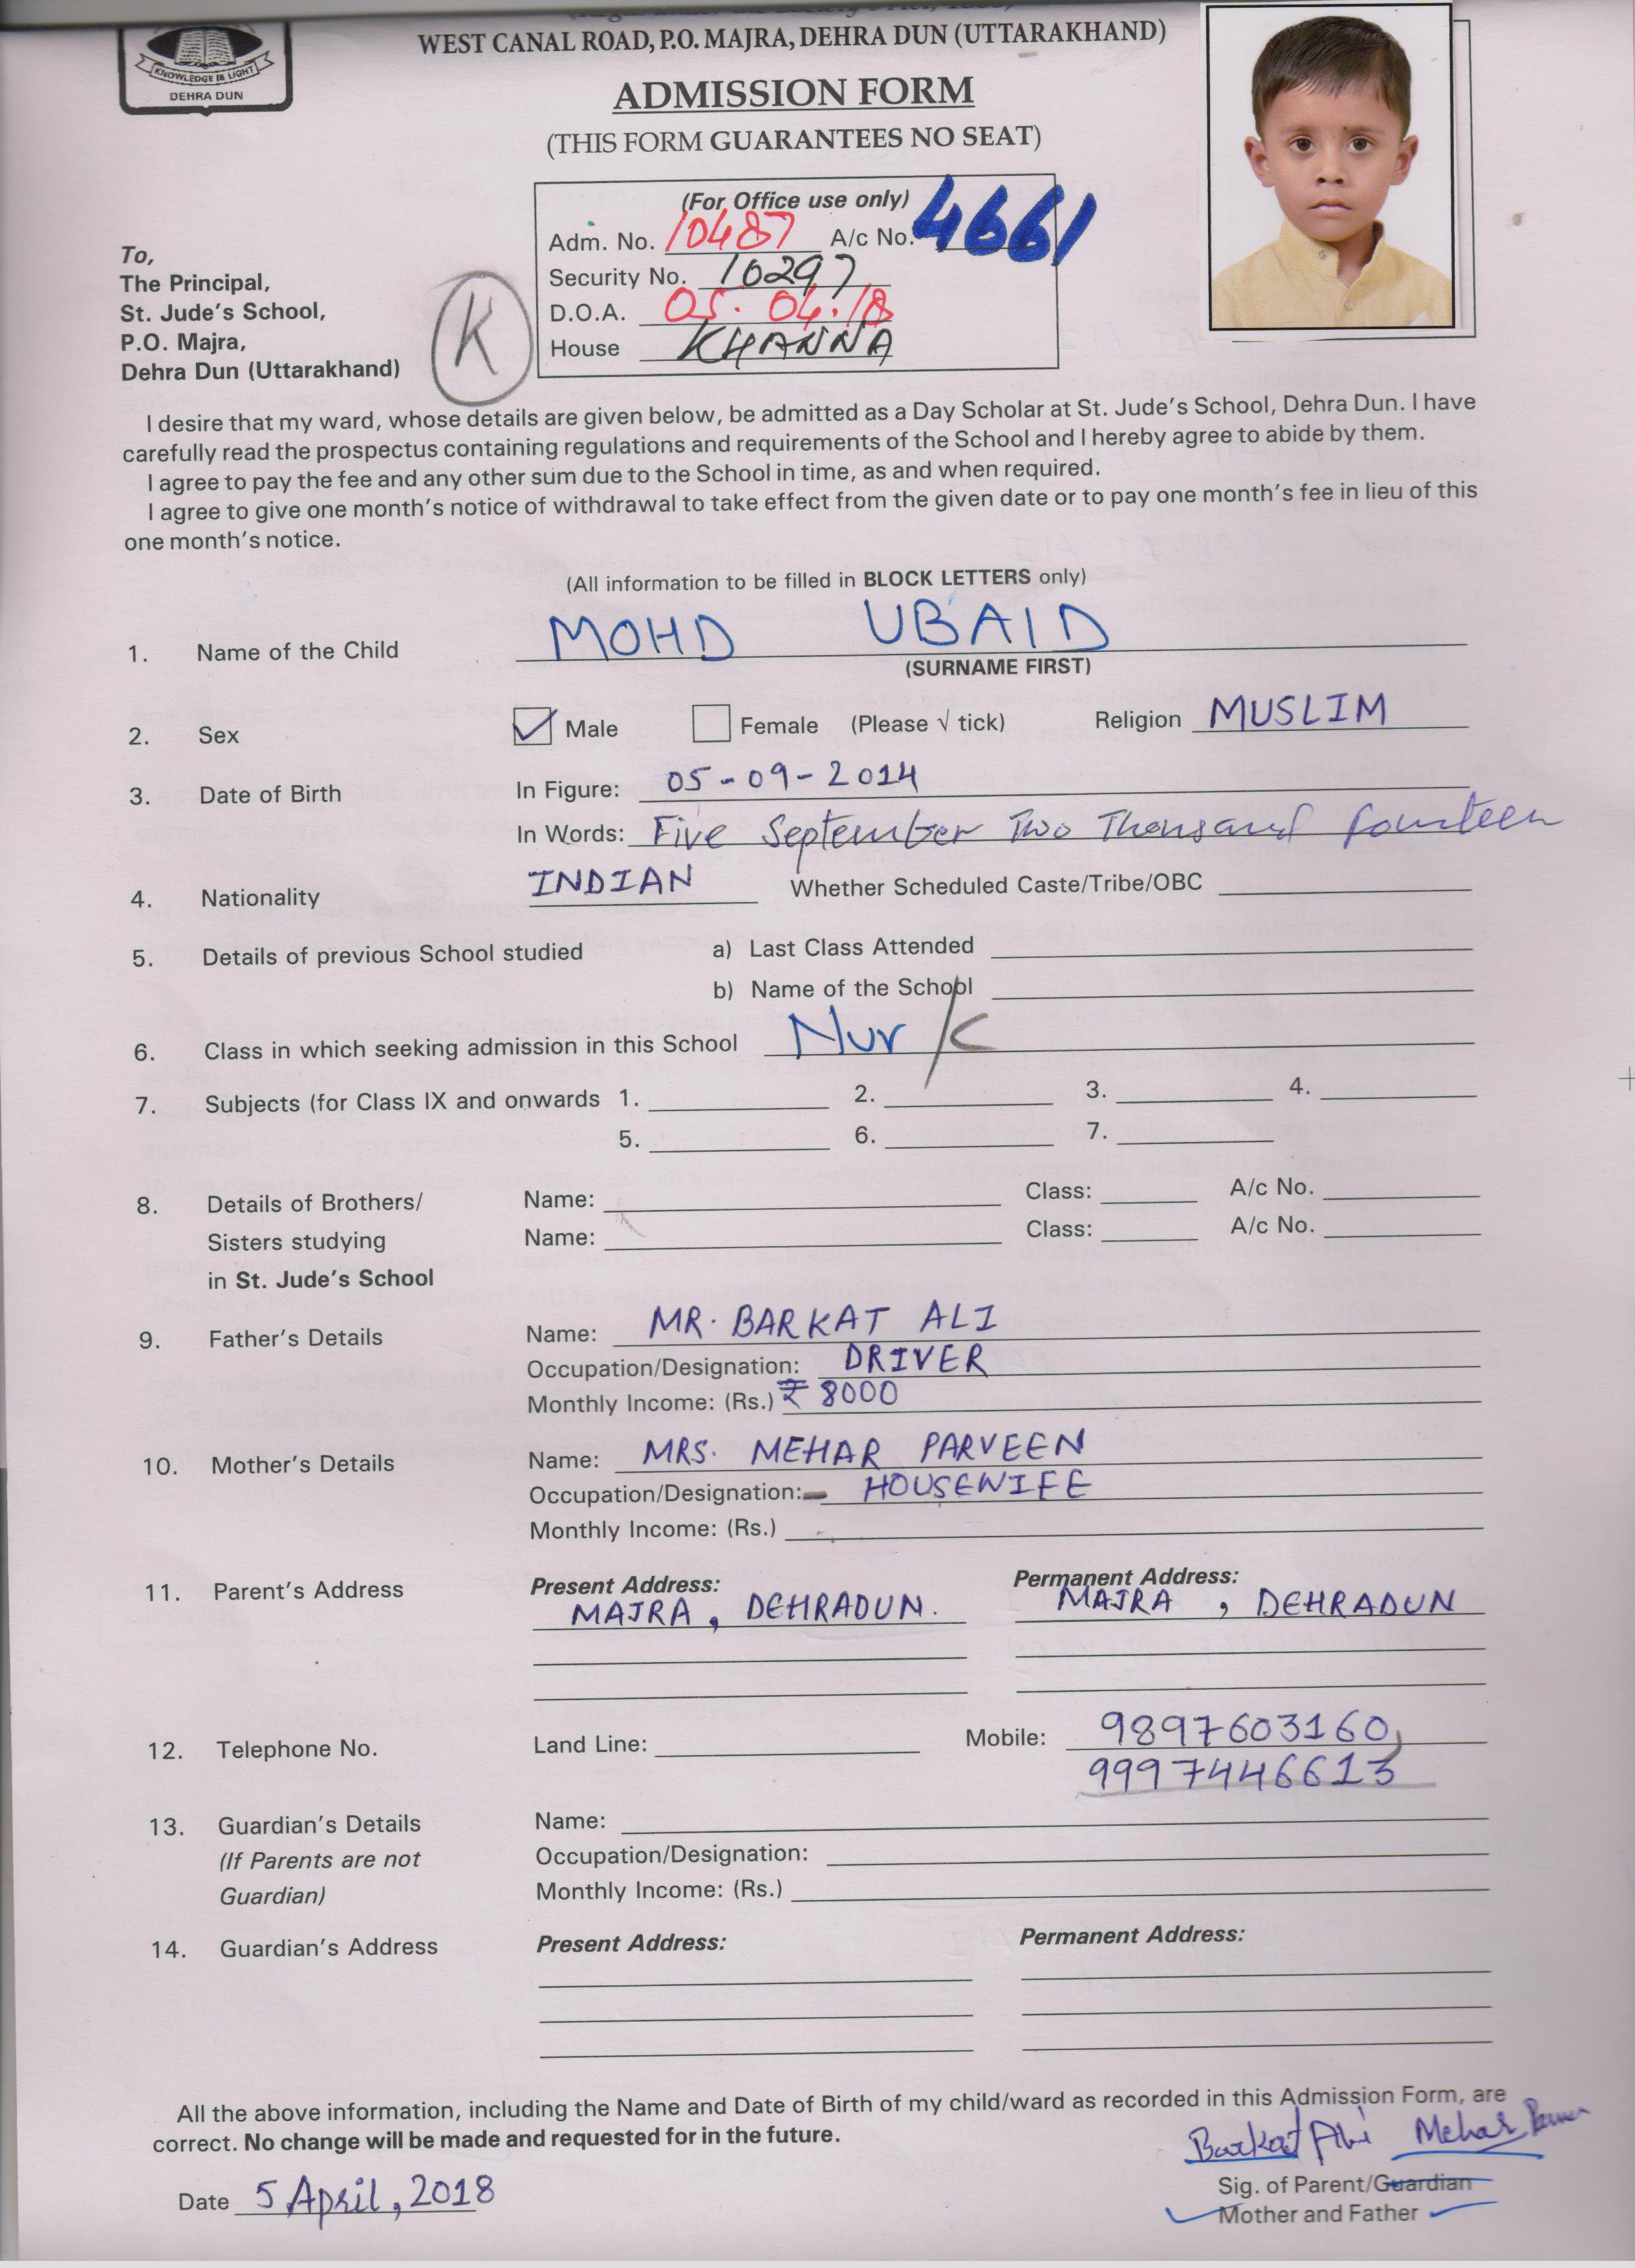 WEST CANAL ROAD, P.O. MAJRA, DEHRA DUN (UTTARAKHAND)
KNOWLEDGE IS LIGHT
DEHRA DUN
ADMISSION FORM
(THIS FORM GUARANTEES NO SEAT)
(For Office use only)
Adm. No. 10487 A/c No. 4661
Security No. 10297
D.O.A. 05.04.18
House KHANNA
K
To,
The Principal,
St. Jude's School,
P.O. Majra,
Dehra Dun (Uttarakhand)
I desire that my ward, whose details are given below, be admitted as a Day Scholar at St. Jude's School, Dehra Dun. I have
carefully read the prospectus containing regulations and requirements of the School and I hereby agree to abide by them.
I agree to pay the fee and any other sum due to the School in time, as and when required.
I agree to give one month's notice of withdrawal to take effect from the given date or to pay one month's fee in lieu of this
one month's notice.
(All information to be filled in BLOCK LETTERS only)
1. Name of the Child MOHD UBAID
(SURNAME FIRST)
2. Sex Male Female (Please √ tick) Religion MUSLIM
3. Date of Birth In Figure: 05-09-2014
In Words: Five September Two Thousand fourteen
4. Nationality INDIAN Whether Scheduled Caste/Tribe/OBC
5. Details of previous School studied a) Last Class Attended
b) Name of the School
6. Class in which seeking admission in this School Nur / K
7. Subjects (for Class IX and onwards 1. 2. 3. 4.
5. 6. 7.
8. Details of Brothers/ Name: Class: A/c No.
Sisters studying Name: Class: A/c No.
in St. Jude's School
9. Father's Details Name: MR. BARKAT ALI
Occupation/Designation: DRIVER
Monthly Income: (Rs.) ₹ 8000
10. Mother's Details Name: MRS. MEHAR PARVEEN
Occupation/Designation: HOUSEWIFE
Monthly Income: (Rs.)
11. Parent's Address Present Address: Permanent Address:
MAJRA, DEHRADUN. MAJRA, DEHRADUN
12. Telephone No. Land Line: Mobile: 9897603160,
9997446613
13. Guardian's Details Name:
(If Parents are not Occupation/Designation:
Guardian) Monthly Income: (Rs.)
14. Guardian's Address Present Address: Permanent Address:
All the above information, including the Name and Date of Birth of my child/ward as recorded in this Admission Form, are
correct. No change will be made and requested for in the future.
Barkat Ali Mehar
Sig. of Parent/Guardian
Date 5 April, 2018 Mother and Father